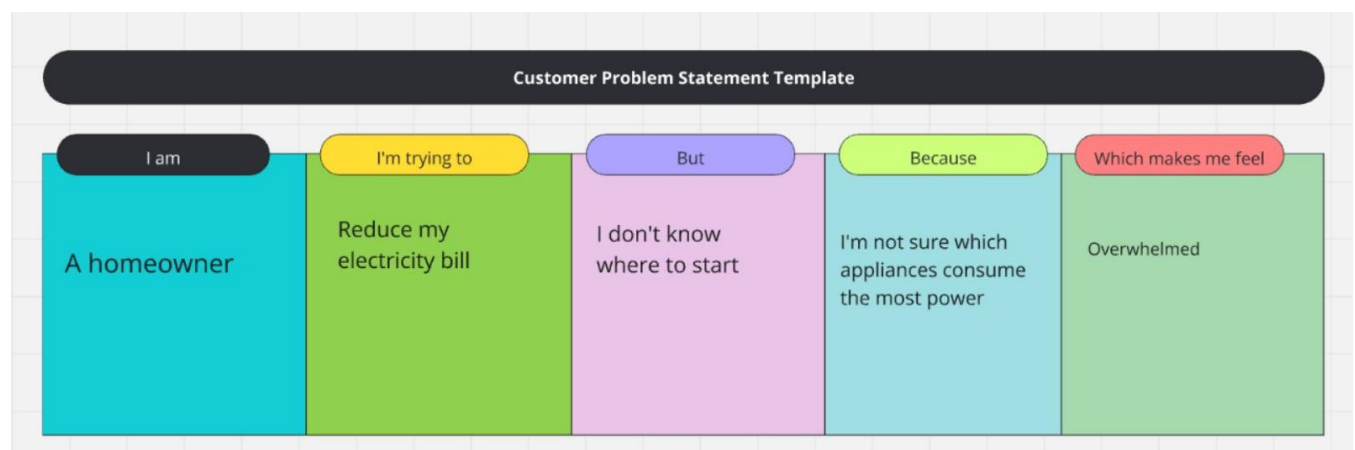 Customer Problem Statement Template
I am
I'm trying to
But
Because
Which makes me feel
A homeowner
Reduce my
electricity bill
I don't know
where to start
I'm not sure which
appliances consume
the most power
Overwhelmed